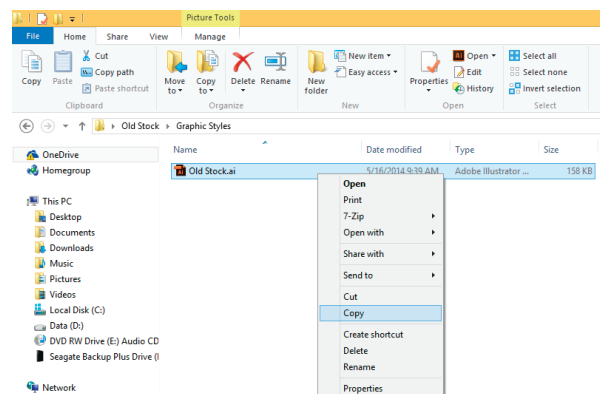 Picture Tools
File Home Share View Manage
Copy
Paste
Cut
Copy path
Paste shortcut
Clipboard
Move to
Copy to
Delete
Rename
Organize
New folder
New item
Easy access
New
Properties
Open
Edit
History
Open
Select all
Select none
Invert selection
Select
Old Stock Graphic Styles
Name Date modified Type Size
Old Stock.ai 5/16/2014 9:39 AM Adobe Illustrator ... 158 KB
OneDrive
Homegroup
This PC
Desktop
Documents
Downloads
Music
Pictures
Videos
Local Disk (C:)
Data (D:)
DVD RW Drive (E:) Audio CD
Seagate Backup Plus Drive (
Network
Open
Print
7-Zip
Open with
Share with
Send to
Cut
Copy
Create shortcut
Delete
Rename
Properties